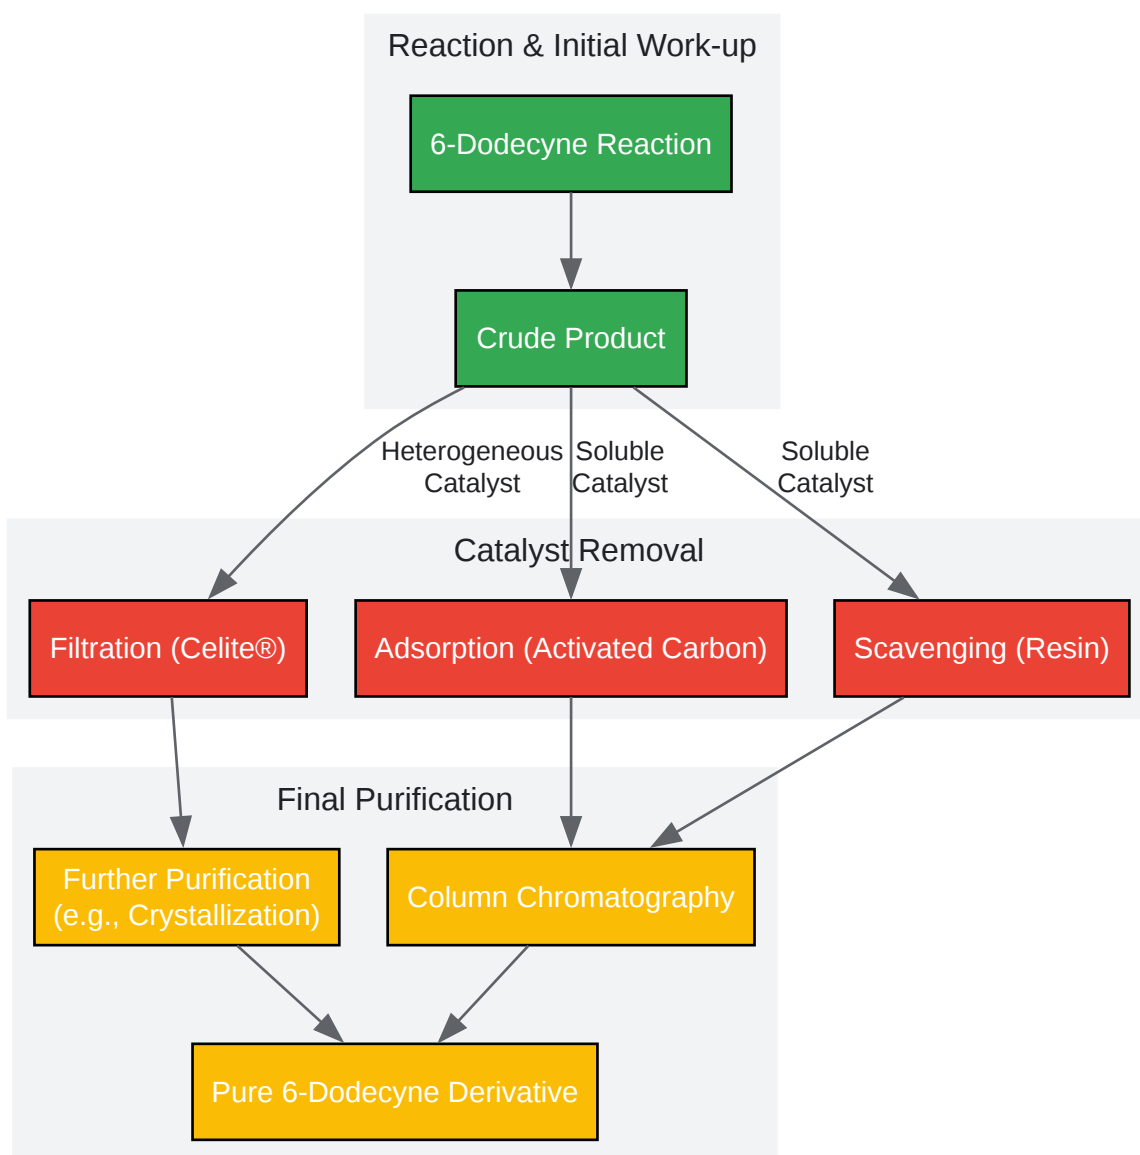 Reaction & Initial Work-up
6-Dodecyne Reaction
Crude Product
Heterogeneous
Catalyst
Soluble
Catalyst
Soluble
Catalyst
Catalyst Removal
Filtration (Celite®)
Adsorption (Activated Carbon)
Scavenging (Resin)
Final Purification
Further Purification
(e.g., Crystallization)
Column Chromatography
Pure 6-Dodecyne Derivative